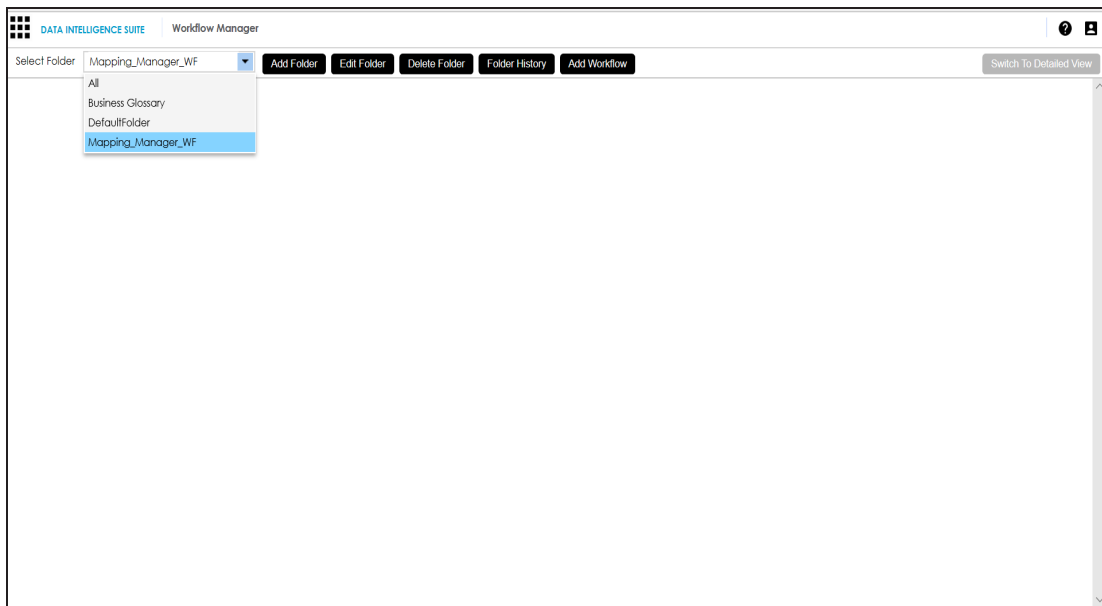 DATA INTELLIGENCE SUITE Workflow Manager
Select Folder Mapping_Manager_WF Add Folder Edit Folder Delete Folder Folder History Add Workflow Switch To Detailed View
All
Business Glossary
DefaultFolder
Mapping_Manager_WF